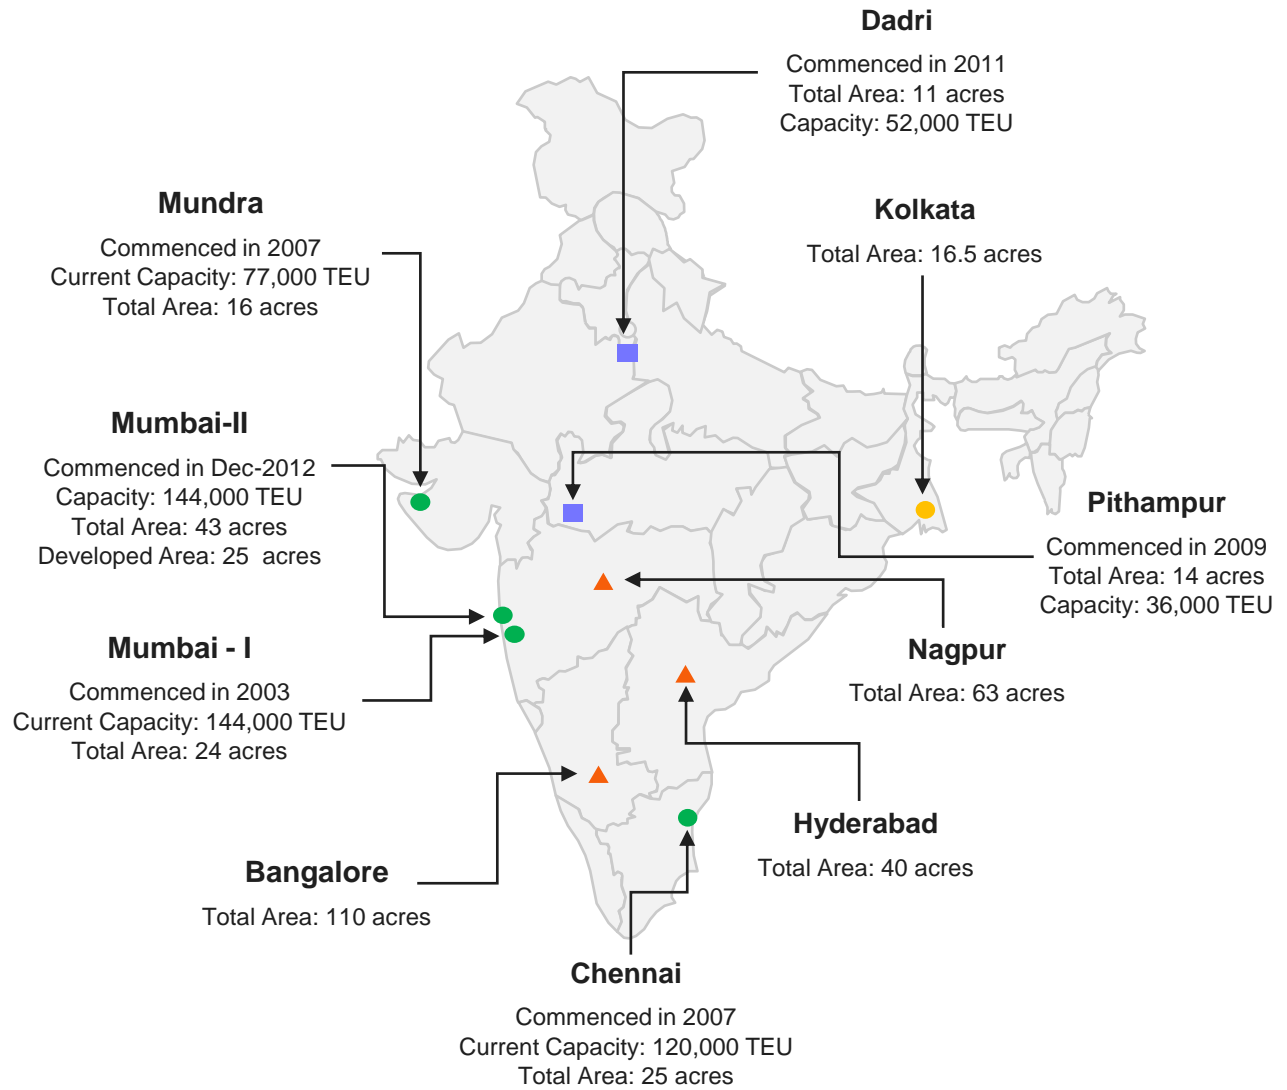 Dadri
Commenced in 2011
Total Area: 11 acres
Capacity: 52,000 TEU
Mundra
Commenced in 2007
Current Capacity: 77,000 TEU
Total Area: 16 acres
Kolkata
Total Area: 16.5 acres
Mumbai-II
Commenced in Dec-2012
Capacity: 144,000 TEU
Total Area: 43 acres
Developed Area: 25 acres
Pithampur
Commenced in 2009
Total Area: 14 acres
Capacity: 36,000 TEU
Mumbai - I
Commenced in 2003
Current Capacity: 144,000 TEU
Total Area: 24 acres
Nagpur
Total Area: 63 acres
Hyderabad
Total Area: 40 acres
Bangalore
Total Area: 110 acres
Chennai
Commenced in 2007
Current Capacity: 120,000 TEU
Total Area: 25 acres